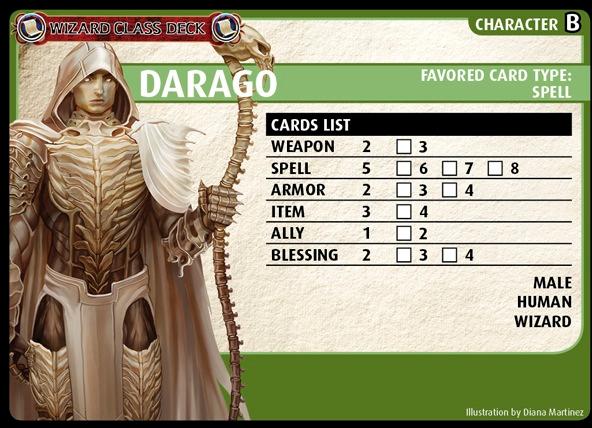 WIZARD CLASS DECK
CHARACTER B
DARAGO
FAVORED CARD TYPE:
SPELL
CARDS LIST
WEAPON 2 ☐ 3
SPELL 5 ☐ 6 ☐ 7 ☐ 8
ARMOR 2 ☐ 3 ☐ 4
ITEM 3 ☐ 4
ALLY 1 ☐ 2
BLESSING 2 ☐ 3 ☐ 4
MALE
HUMAN
WIZARD
Illustration by Diana Martinez